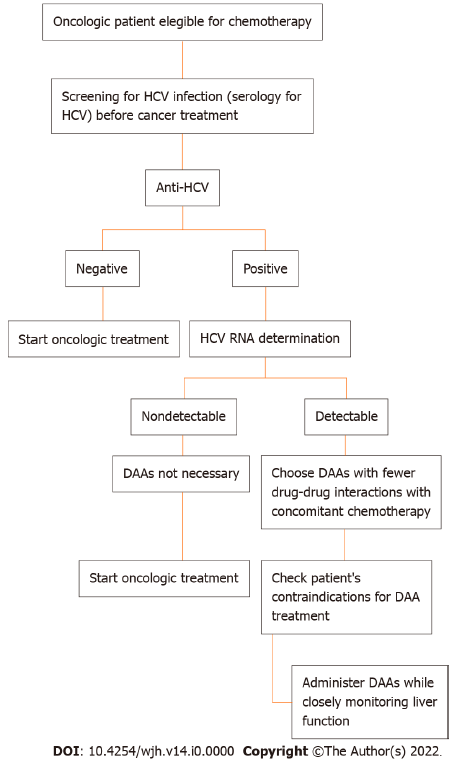 Oncologic patient elegible for chemotherapy
Screening for HCV infection (serology for
HCV) before cancer treatment
Anti-HCV
Negative
Positive
Start oncologic treatment
HCV RNA determination
Nondetectable
Detectable
DAAs not necessary
Choose DAAs with fewer
drug-drug interactions with
concomitant chemotherapy
Start oncologic treatment
Check patient's
contraindications for DAA
treatment
Administer DAAs while
closely monitoring liver
function
DOI: 10.4254/wjh.v14.i0.0000 Copyright ©The Author(s) 2022.